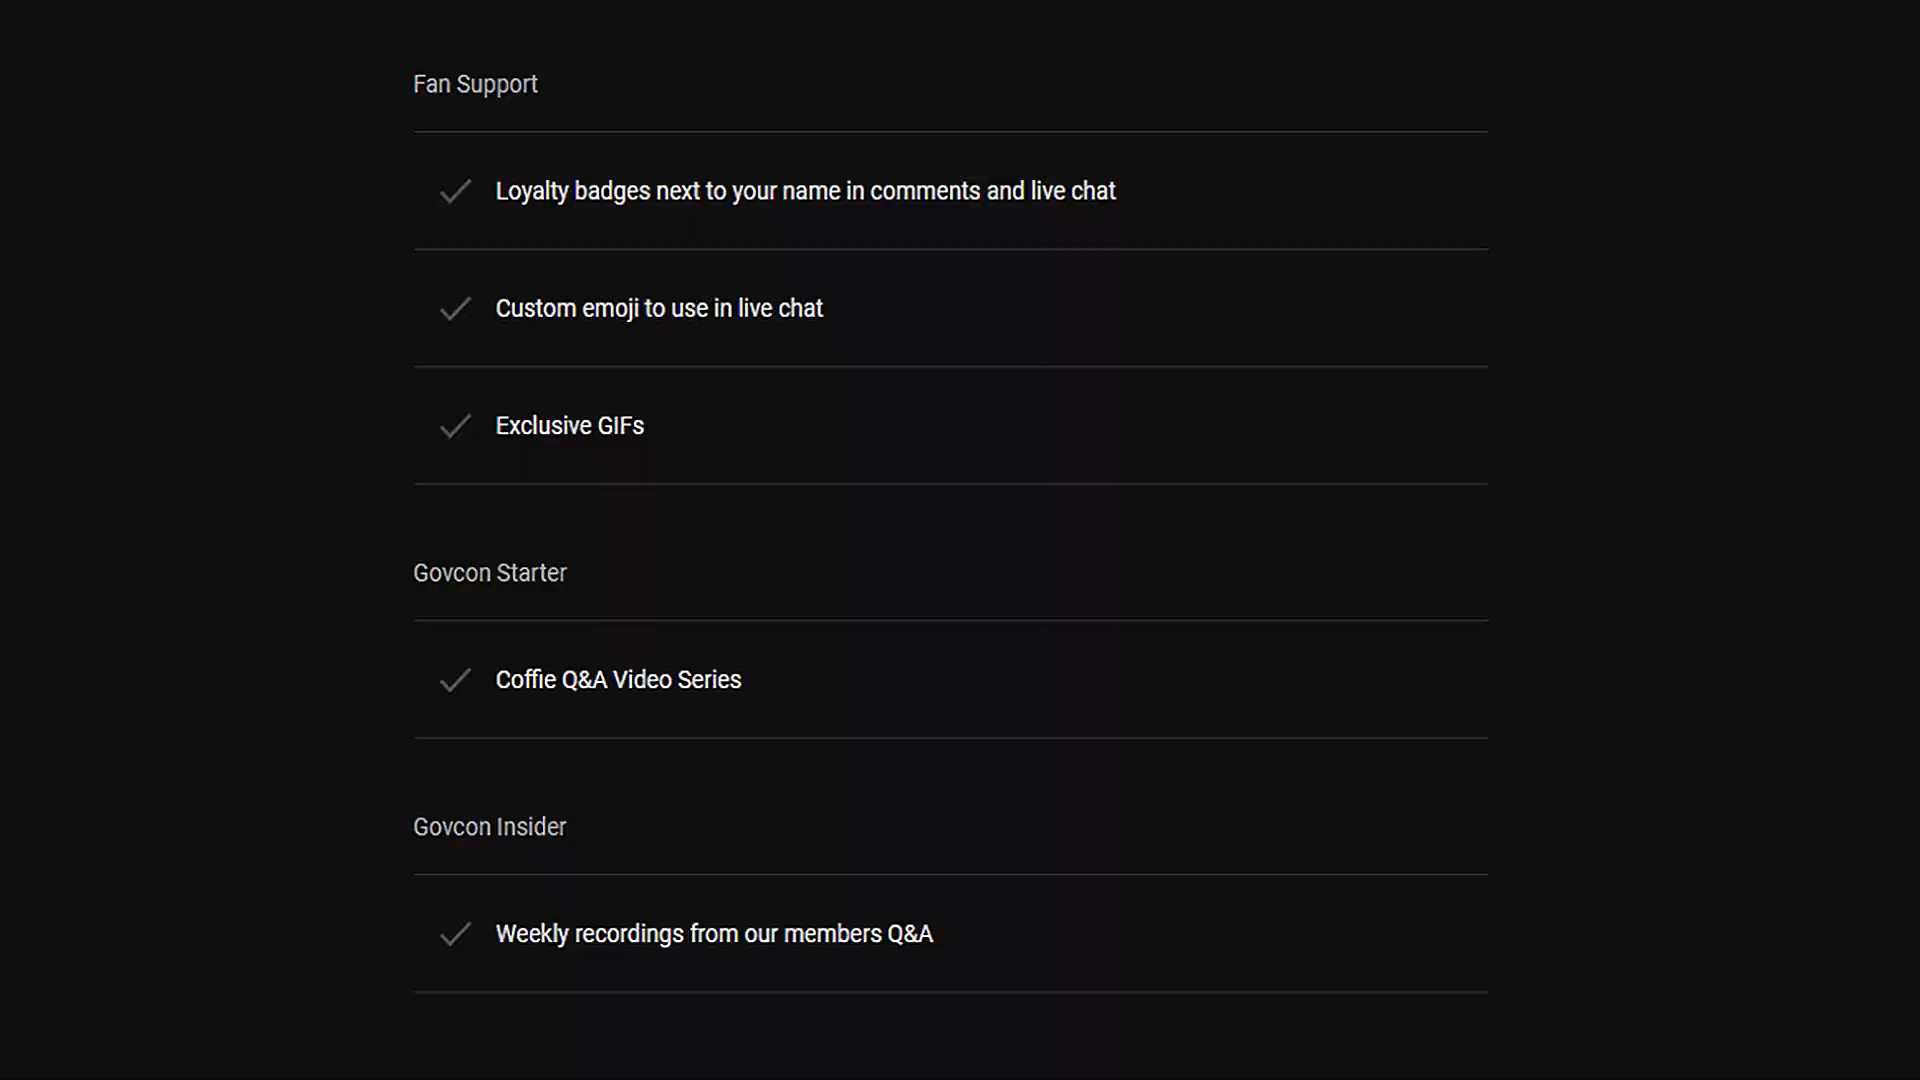 Fan Support
Loyalty badges next to your name in comments and live chat
Custom emoji to use in live chat
Exclusive GIFs
Govcon Starter
Coffie Q&A Video Series
Govcon Insider
Weekly recordings from our members Q&A